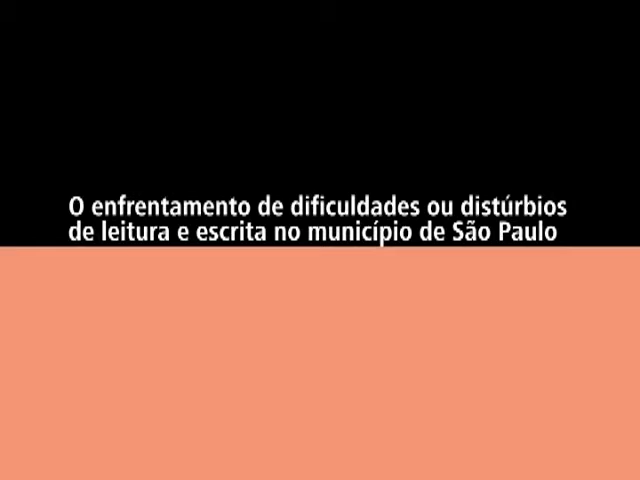 O enfrentamento de dificuldades ou distúrbios
de leitura e escrita no município de São Paulo